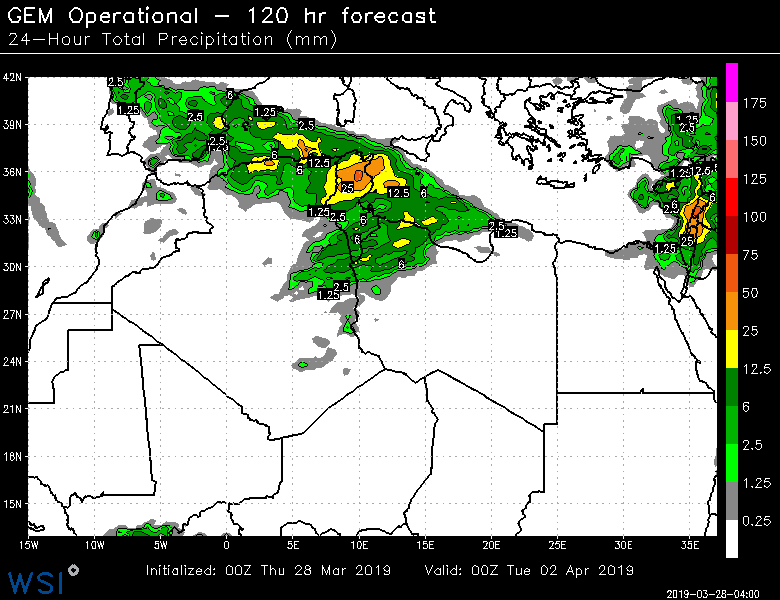 GEM Operational – 120 hr forecast
24–Hour Total Precipitation (mm)
42N
39N
36N
33N
30N
27N
24N
21N
18N
15N
2.5
1.25
2.5
6
1.25
2.5
2.5
6
6
12.5
25
12.5
6
1.25
2.5
6
6
6
2.5
1.25
2.5
1.25
1.25
2.5
1.25
12.5
6
2.5
6
25
1.25
175
150
125
100
75
50
25
12.5
6
2.5
1.25
0.25
15W 10W 5W 0 5E 10E 15E 20E 25E 30E 35E
Initialized: 00Z Thu 28 Mar 2019 Valid: 00Z Tue 02 Apr 2019
WSI
2019-03-28-04:00